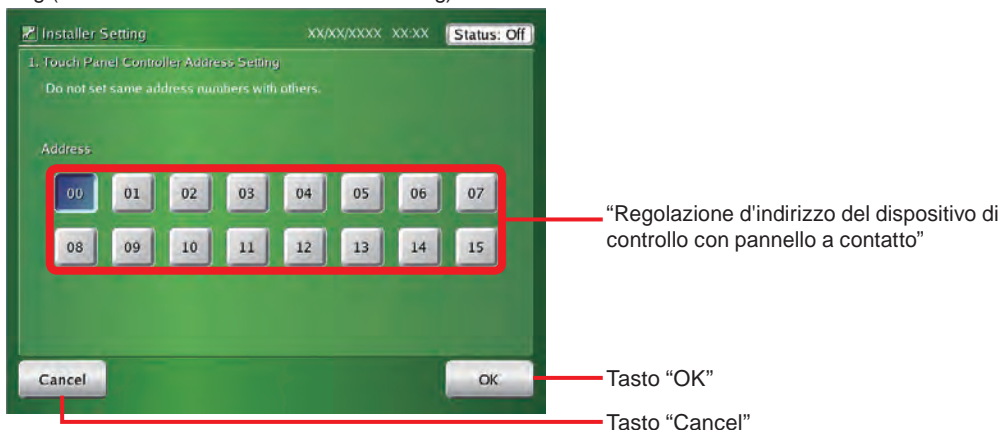 Installer Setting XX/XX/XXXX XX:XX Status: Off
1. Touch Panel Controller Address Setting
Do not set same address numbers with others.
Address
00 01 02 03 04 05 06 07
08 09 10 11 12 13 14 15
“Regolazione d'indirizzo del dispositivo di
controllo con pannello a contatto”
Cancel OK
Tasto “OK”
Tasto “Cancel”